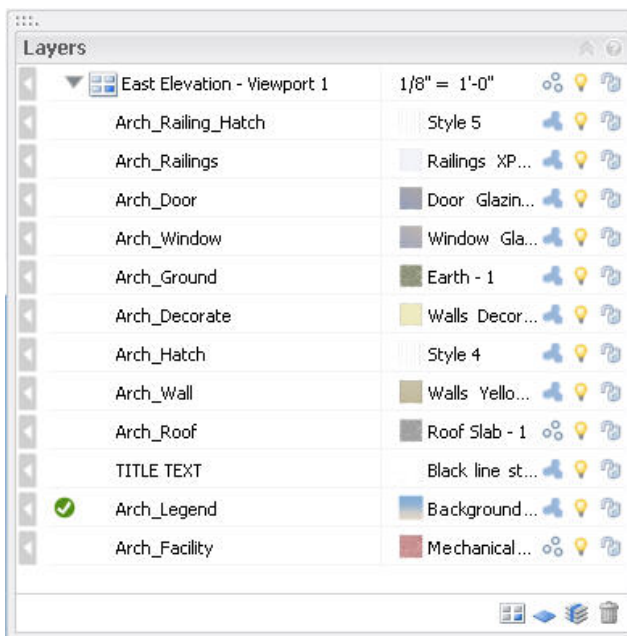 Layers
East Elevation - Viewport 1 1/8" = 1'-0"
Arch_Railing_Hatch Style 5
Arch_Railings Railings XP...
Arch_Door Door Glazin...
Arch_Window Window Gla...
Arch_Ground Earth - 1
Arch_Decorate Walls Decor...
Arch_Hatch Style 4
Arch_Wall Walls Yello...
Arch_Roof Roof Slab - 1
TITLE TEXT Black line st...
Arch_Legend Background...
Arch_Facility Mechanical...